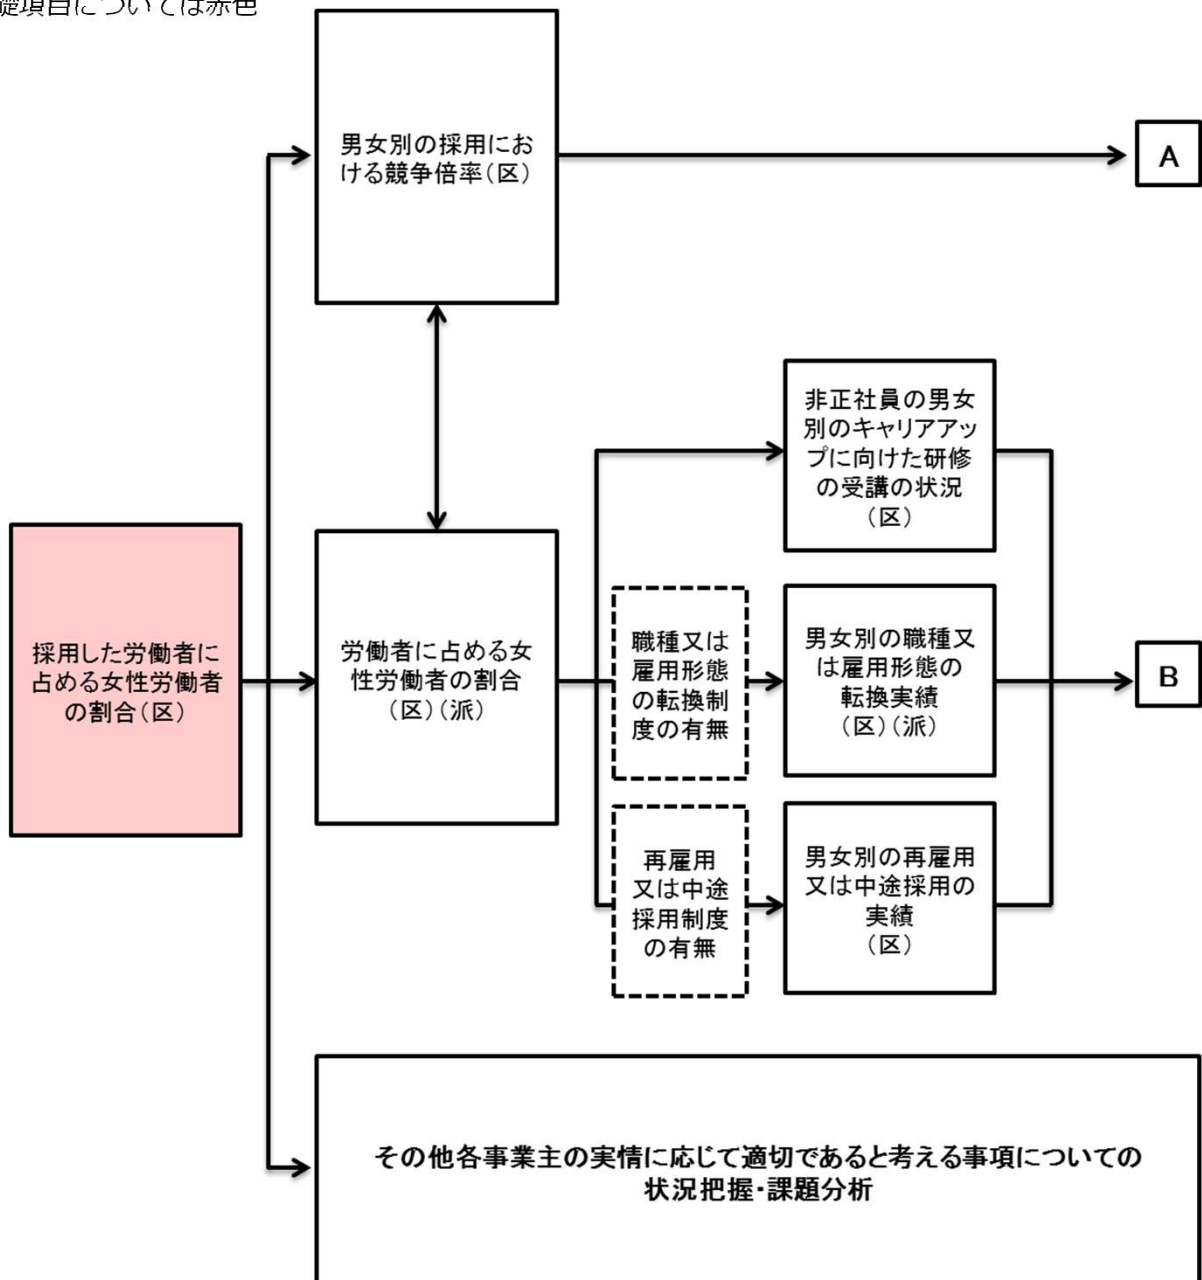 礎項目については赤色
男女別の採用にお
ける競争倍率(区)
A
非正社員の男女
別のキャリアアッ
プに向けた研修
の受講の状況
(区)
採用した労働者に
占める女性労働者
の割合(区)
労働者に占める女
性労働者の割合
(区)(派)
職種又は
雇用形態
の転換制
度の有無
男女別の職種又
は雇用形態の
転換実績
(区)(派)
B
再雇用
又は中途
採用制度
の有無
男女別の再雇用
又は中途採用の
実績
(区)
その他各事業主の実情に応じて適切であると考える事項についての
状況把握・課題分析